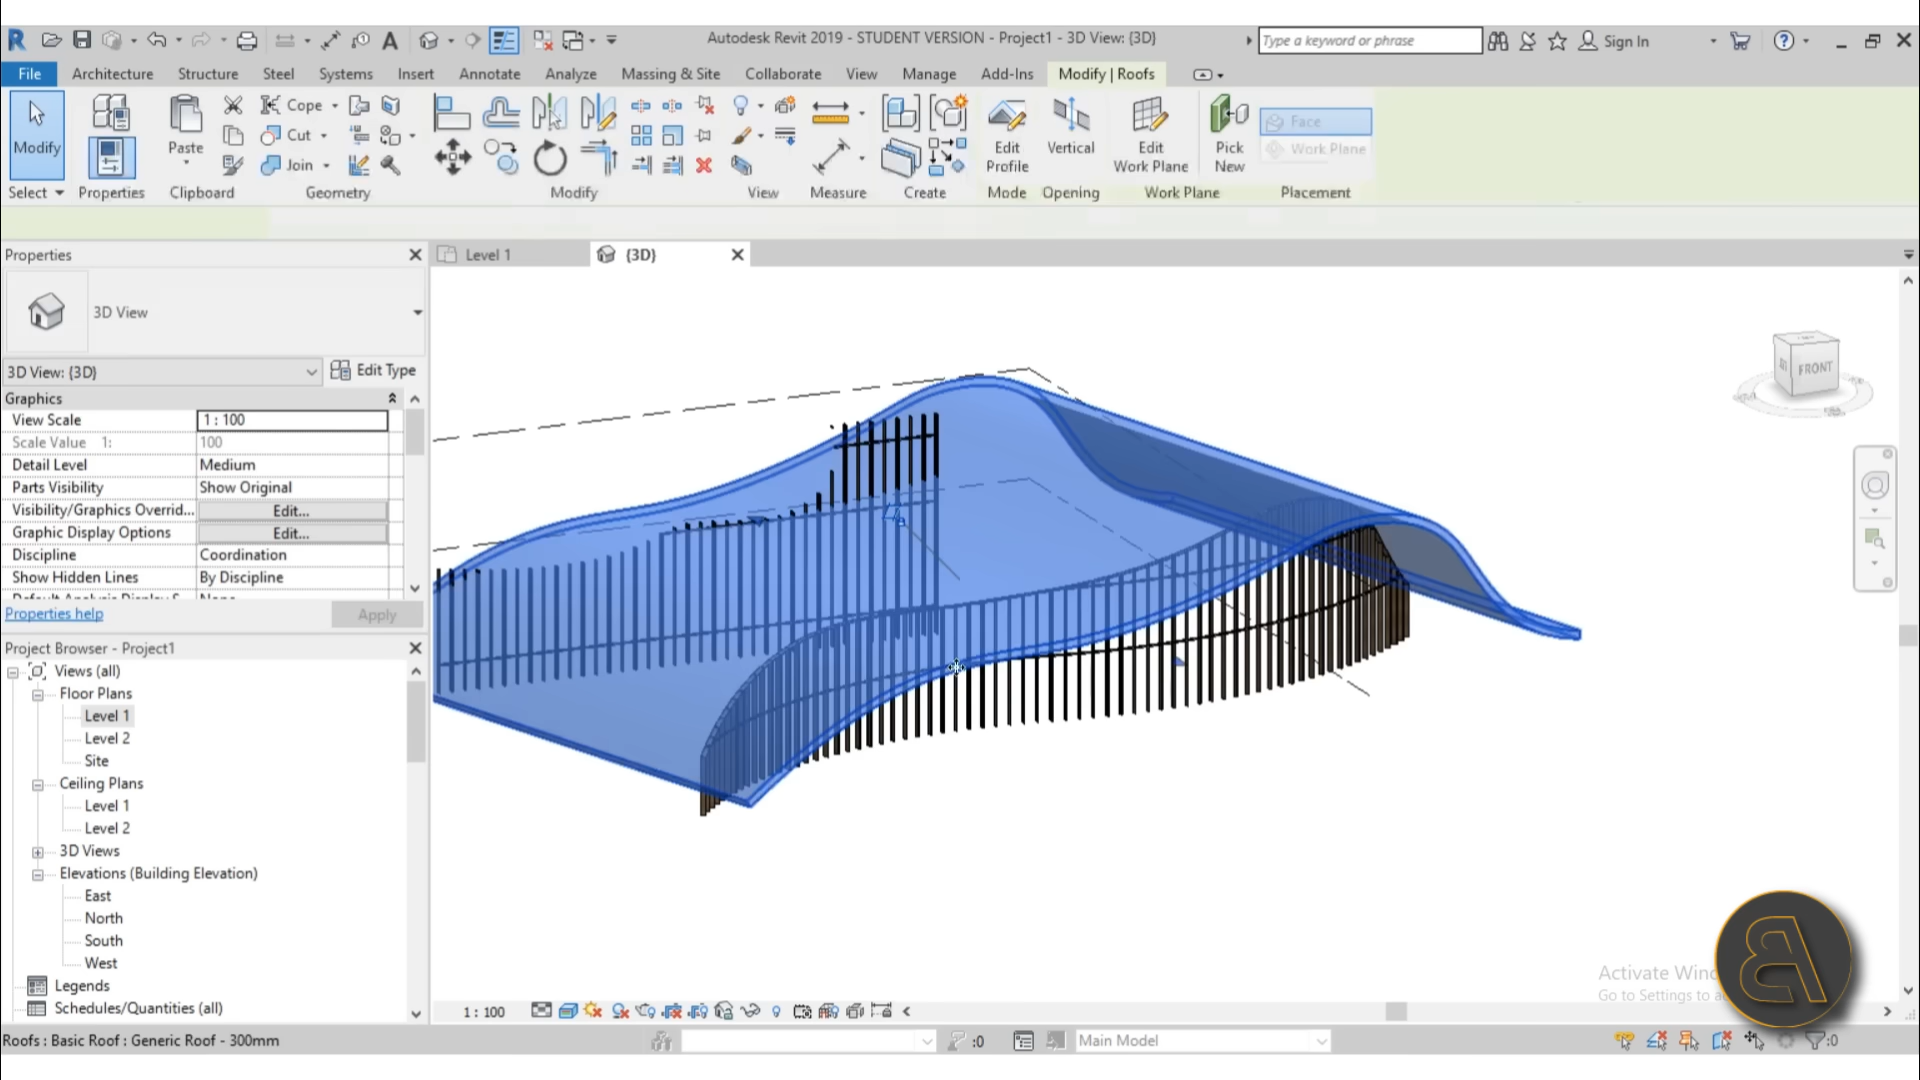 Autodesk Revit 2019 - STUDENT VERSION - Project1 - 3D View: {3D}
Type a keyword or phrase
Sign In
File Architecture Structure Steel Systems Insert Annotate Analyze Massing & Site Collaborate View Manage Add-Ins Modify | Roofs
Modify
Paste
Cope
Cut
Join
Edit Profile
Vertical
Edit Work Plane
Pick New
Face
Work Plane
Select Properties Clipboard Geometry Modify View Measure Create Mode Opening Work Plane Placement
Properties
Level 1
{3D}
3D View
3D View: {3D}
Edit Type
Graphics
View Scale 1 : 100
Scale Value 1: 100
Detail Level Medium
Parts Visibility Show Original
Visibility/Graphics Overrid... Edit...
Graphic Display Options Edit...
Discipline Coordination
Show Hidden Lines By Discipline
Properties help
Apply
FRONT
Project Browser - Project1
Views (all)
Floor Plans
Level 1
Level 2
Site
Ceiling Plans
Level 1
Level 2
3D Views
Elevations (Building Elevation)
East
North
South
West
Legends
Schedules/Quantities (all)
1 : 100
Activate
Go to Settings to
Roofs : Basic Roof : Generic Roof - 300mm
:0
Main Model
:0